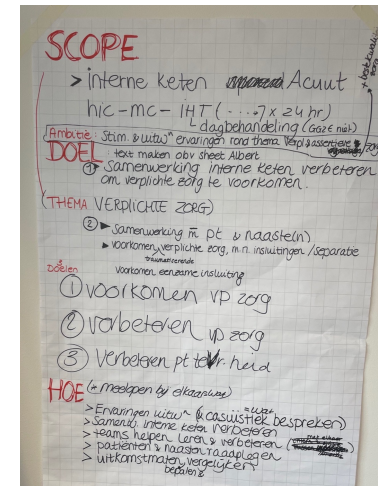 SCOPE
> interne keten Acuut
hic-mc-IHT (....7 x 24 hr)
dagbehandeling (GGZE niet)
Ambitie: Stim. & uitw^n ervaringen rond thema verpl & assertieve zorg
DOEL : text maken obv sheet Albert
① Samenwerking interne keten verbeteren
om verplichte zorg te voorkomen.
(THEMA VERPLICHTE ZORG)
② ► Samenwerking m pt & naaste(n)
► voorkomen verplichte zorg, m.n. insluitingen/separatie
traumatiserende
voorkomen eenzame insluiting
Doelen
① voorkomen vp zorg
② verbeteren vp zorg
③ Verbeteren pt tevr. heid
HOE (+ meelopen bij elkaar
> Ervaringen uitw^n (& casuïstiek bespreken)
> Samenw. interne keten verbeteren
> teams helpen leren & verbeteren
> patiënten & naasten raadplegen
> uitkomstmaten vergelijken
bepalen &